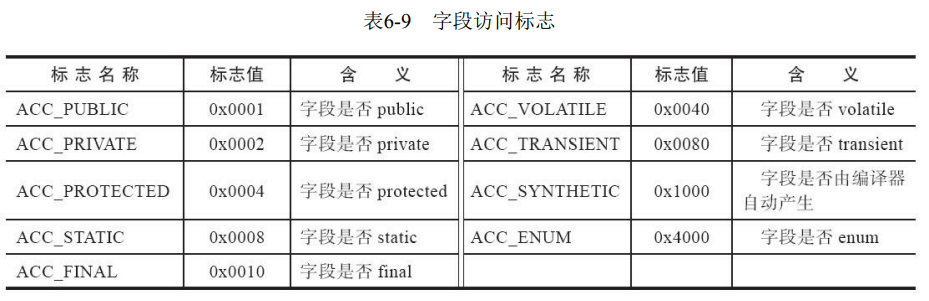 表6-9 字段访问标志
标 志 名 称 标志值 含 义 标 志 名 称 标志值 含 义
ACC_PUBLIC 0x0001 字段是否 public ACC_VOLATILE 0x0040 字段是否 volatile
ACC_PRIVATE 0x0002 字段是否 private ACC_TRANSIENT 0x0080 字段是否 transient
ACC_PROTECTED 0x0004 字段是否 protected ACC_SYNTHETIC 0x1000 字段是否由编译器
自动产生
ACC_STATIC 0x0008 字段是否 static ACC_ENUM 0x4000 字段是否 enum
ACC_FINAL 0x0010 字段是否 final